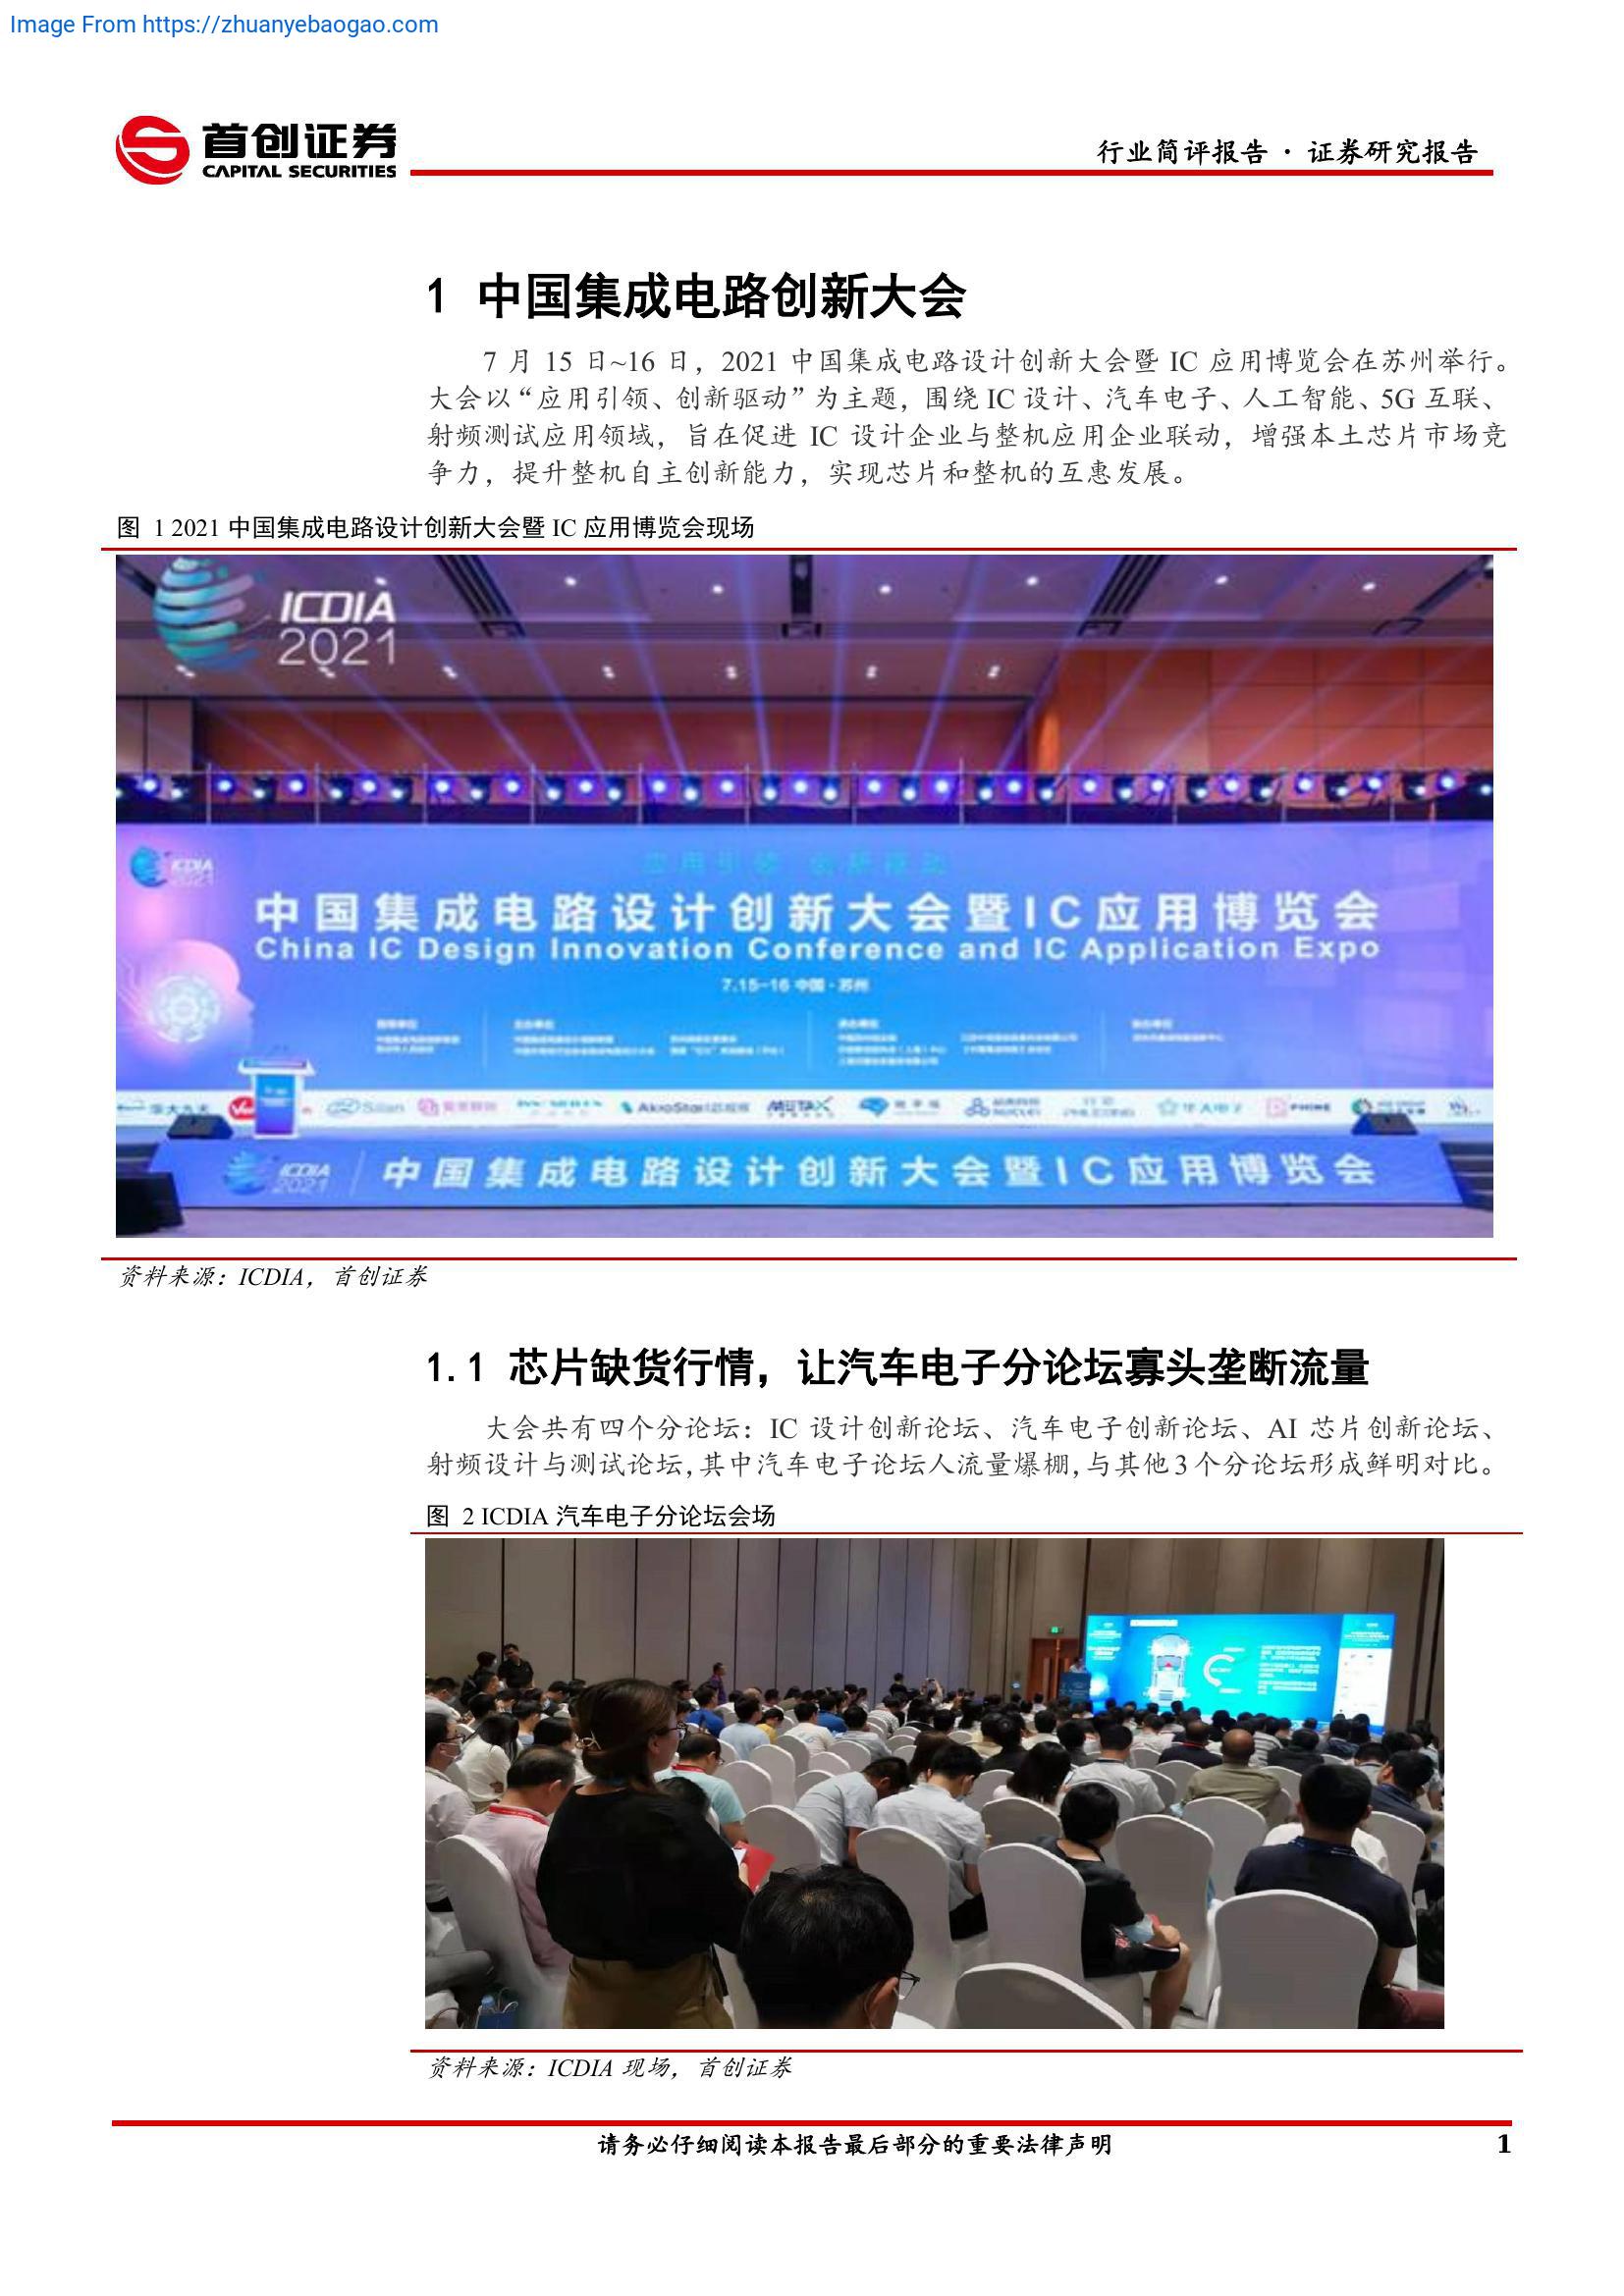 Image From https://zhuanyebaogao.com
首创证券
CAPITAL SECURITIES
行业简评报告 · 证券研究报告
1 中国集成电路创新大会
7 月 15 日~16 日，2021 中国集成电路设计创新大会暨 IC 应用博览会在苏州举行。
大会以“应用引领、创新驱动”为主题，围绕 IC 设计、汽车电子、人工智能、5G 互联、
射频测试应用领域，旨在促进 IC 设计企业与整机应用企业联动，增强本土芯片市场竞
争力，提升整机自主创新能力，实现芯片和整机的互惠发展。
图 1 2021 中国集成电路设计创新大会暨 IC 应用博览会现场
ICDIA
2021
ICDIA
2021
应用引领 创新驱动
中国集成电路设计创新大会暨IC应用博览会
China IC Design Innovation Conference and IC Application Expo
7.15-16 中国·苏州
Silan
AkroStar
METAX
ICDIA
2021
中国集成电路设计创新大会暨IC应用博览会
资料来源：ICDIA，首创证券
1.1 芯片缺货行情，让汽车电子分论坛寡头垄断流量
大会共有四个分论坛：IC 设计创新论坛、汽车电子创新论坛、AI 芯片创新论坛、
射频设计与测试论坛，其中汽车电子论坛人流量爆棚，与其他 3 个分论坛形成鲜明对比。
图 2 ICDIA 汽车电子分论坛会场
资料来源：ICDIA 现场，首创证券
请务必仔细阅读本报告最后部分的重要法律声明
1